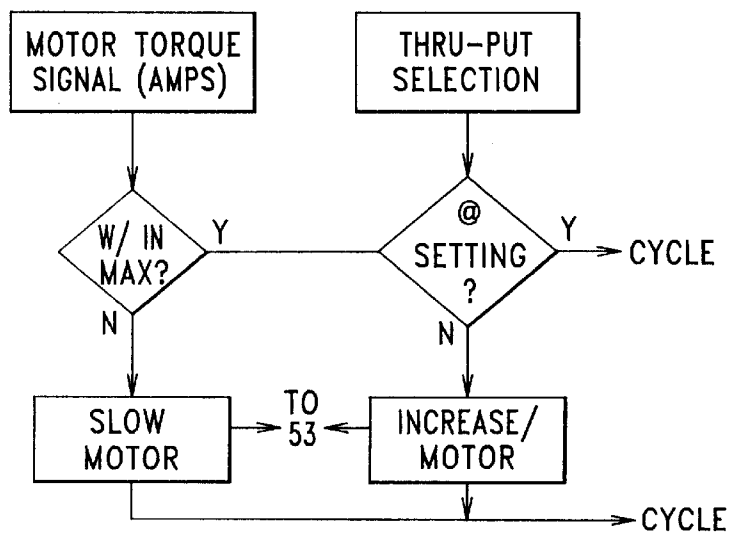 MOTOR TORQUE
SIGNAL (AMPS)
THRU-PUT
SELECTION
W/ IN
MAX?
Y
@
SETTING
?
Y
CYCLE
N
N
SLOW
MOTOR
TO
53
INCREASE/
MOTOR
CYCLE